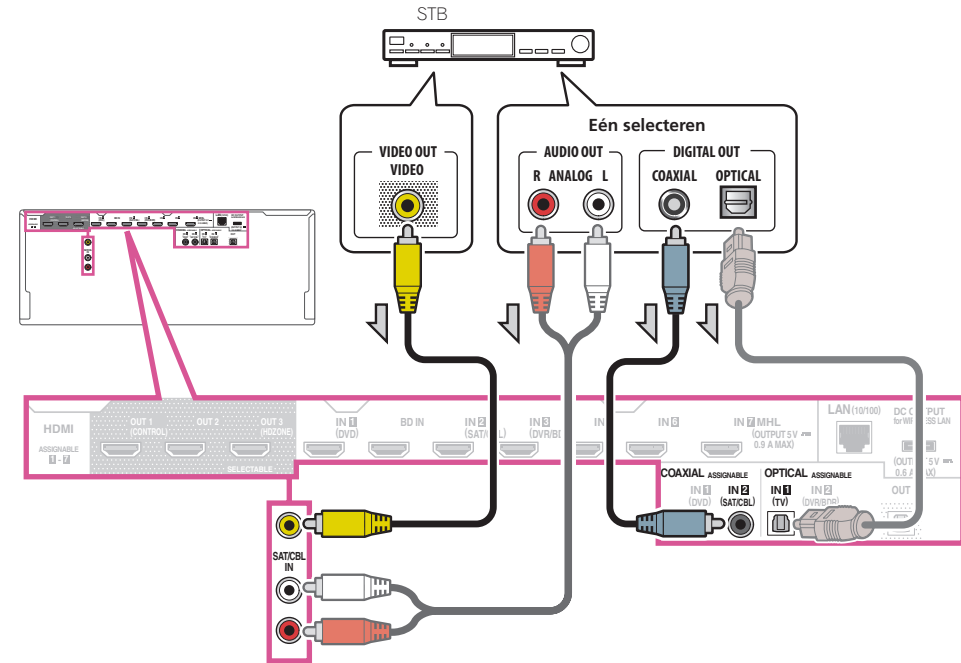 STB
Eén selecteren
VIDEO OUT
VIDEO
AUDIO OUT
R ANALOG L
DIGITAL OUT
COAXIAL OPTICAL
HDMI
ASSIGNABLE
1 - 7
OUT 1
(CONTROL)
OUT 2
OUT 3
(HDZONE)
SELECTABLE
IN 1
(DVD)
BD IN
IN 2
IN 3
IN
IN 6
IN 7 MHL
(OUTPUT 5 V
0.9 A MAX)
LAN (10/100)
COAXIAL ASSIGNABLE
IN 1
(DVD)
IN 2
(SAT/CBL)
OPTICAL ASSIGNABLE
IN 1
(TV)
IN 2
(DVR/BDR)
OUT
SAT/CBL
IN